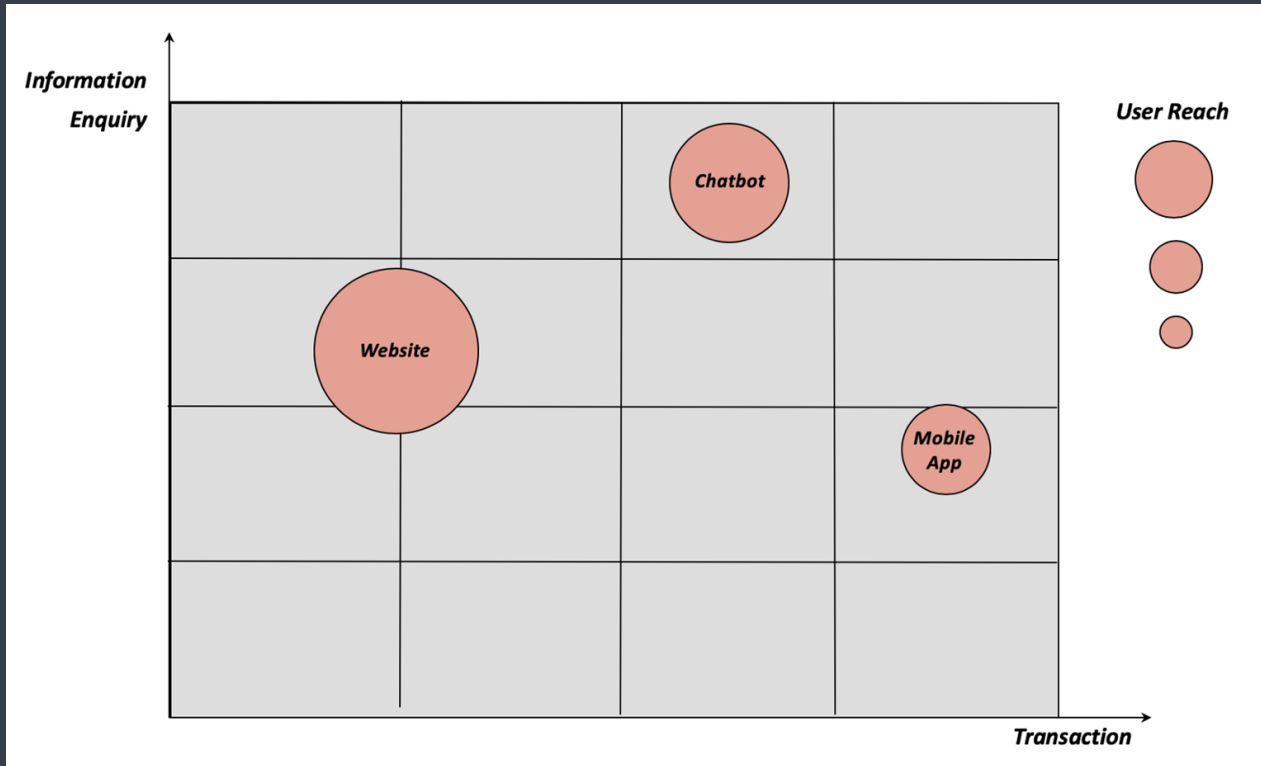 Information
Enquiry
User Reach
Chatbot
Website
Mobile
App
Transaction